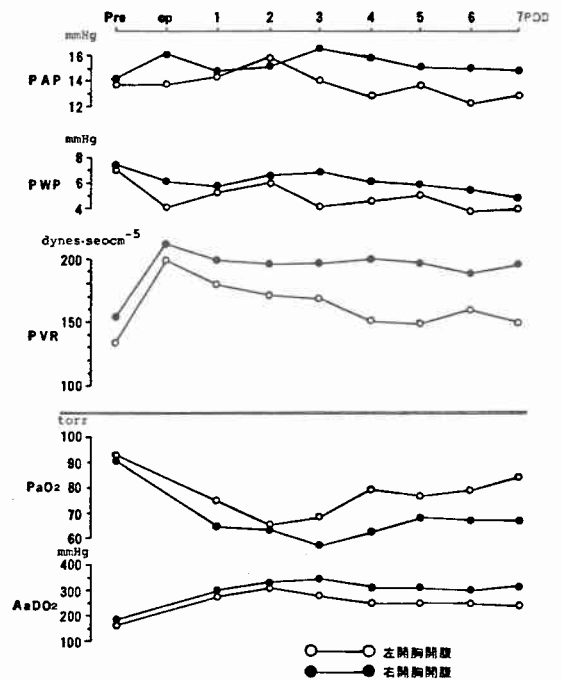 Pre op 1 2 3 4 5 6 7POD
mmHg
PAP
16
14
12
mmHg
PWP
8
6
4
dynes·seocm-5
PVR
200
150
100
torr
PaO2
100
90
80
70
60
mmHg
AaDO2
400
300
200
100
左開胸開腹
右開胸開腹